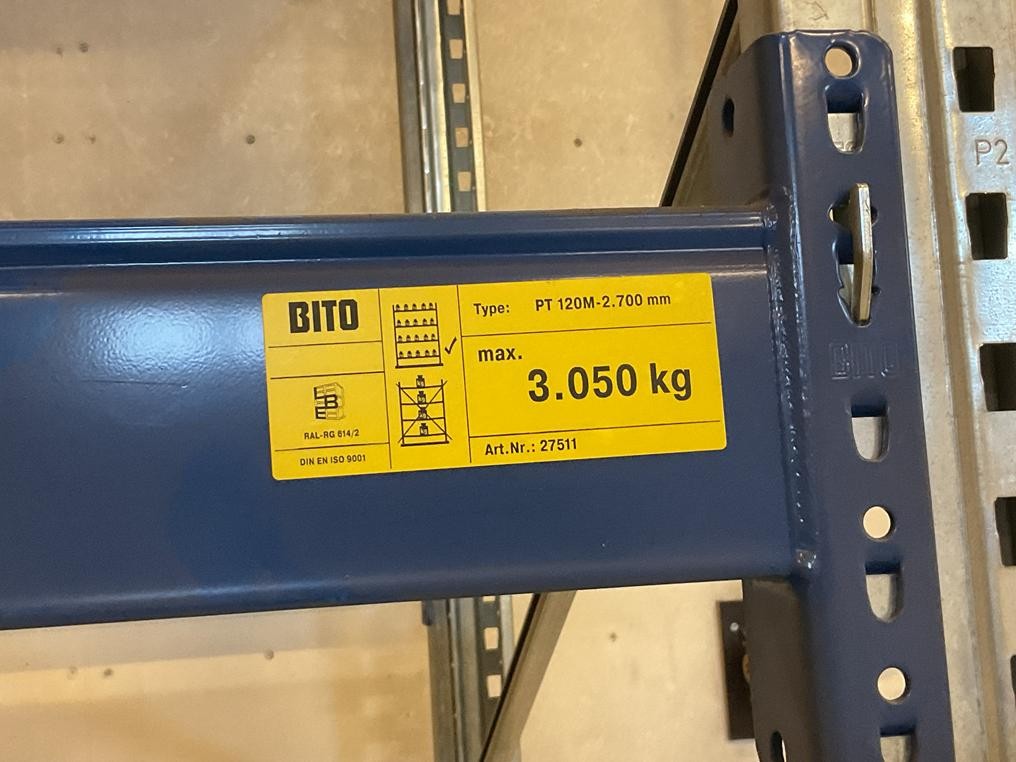 BITO
LBE
RAL-RG 614/2
DIN EN ISO 9001
Type: PT 120M-2.700 mm
max.
3.050 kg
Art.Nr.: 27511
BITO
P2